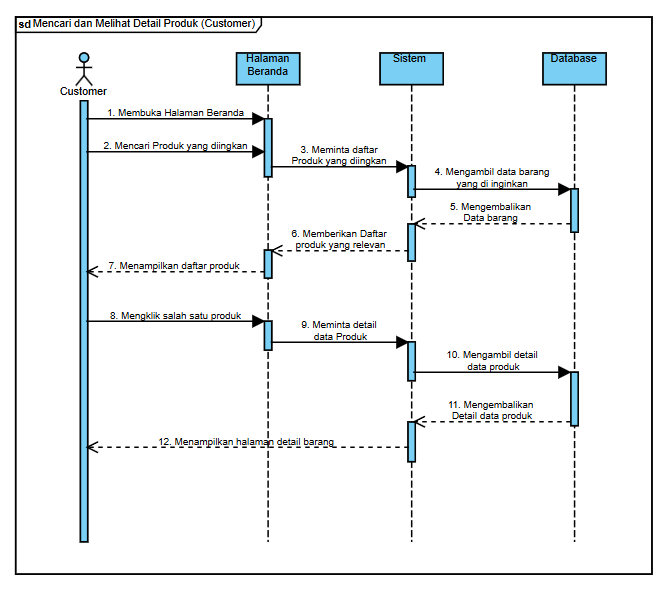 sd Mencari dan Melihat Detail Produk (Customer)
Halaman
Beranda
Sistem
Database
Customer
1. Membuka Halaman Beranda
2. Mencari Produk yang diingkan
3. Meminta daftar
Produk yang diingkan
4. Mengambil data barang
yang di inginkan
5. Mengembalikan
Data barang
6. Memberikan Daftar
produk yang relevan
7. Menampilkan daftar produk
8. Mengklik salah satu produk
9. Meminta detail
data Produk
10. Mengambil detail
data produk
11. Mengembalikan
Detail data produk
12. Menampilkan halaman detail barang